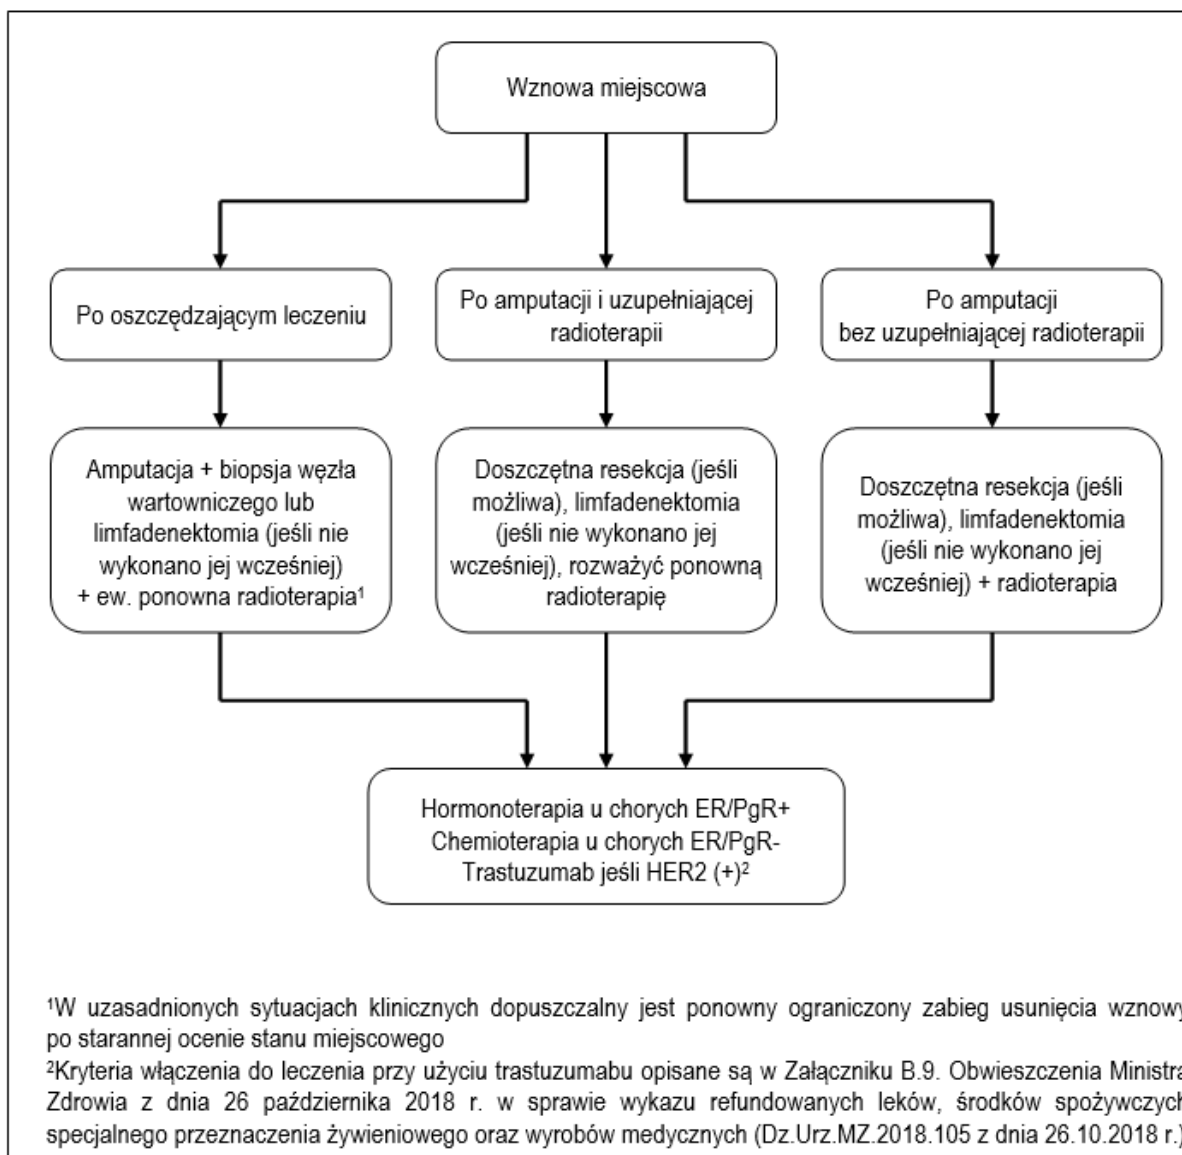 Wznowa miejscowa
Po oszczędzającym leczeniu
Po amputacji i uzupełniającej
radioterapii
Po amputacji
bez uzupełniającej radioterapii
Amputacja + biopsja węzła
wartowniczego lub
limfadenektomia (jeśli nie
wykonano jej wcześniej)
+ ew. ponowna radioterapia¹
Doszczętna resekcja (jeśli
możliwa), limfadenektomia
(jeśli nie wykonano jej
wcześniej), rozważyć ponowną
radioterapię
Doszczętna resekcja (jeśli
możliwa), limfadenektomia
(jeśli nie wykonano jej
wcześniej) + radioterapia
Hormonoterapia u chorych ER/PgR+
Chemioterapia u chorych ER/PgR-
Trastuzumab jeśli HER2 (+)²
¹W uzasadnionych sytuacjach klinicznych dopuszczalny jest ponowny ograniczony zabieg usunięcia wznowy
po starannej ocenie stanu miejscowego
²Kryteria włączenia do leczenia przy użyciu trastuzumabu opisane są w Załączniku B.9. Obwieszczenia Ministra
Zdrowia z dnia 26 października 2018 r. w sprawie wykazu refundowanych leków, środków spożywczych
specjalnego przeznaczenia żywieniowego oraz wyrobów medycznych (Dz.Urz.MZ.2018.105 z dnia 26.10.2018 r.)